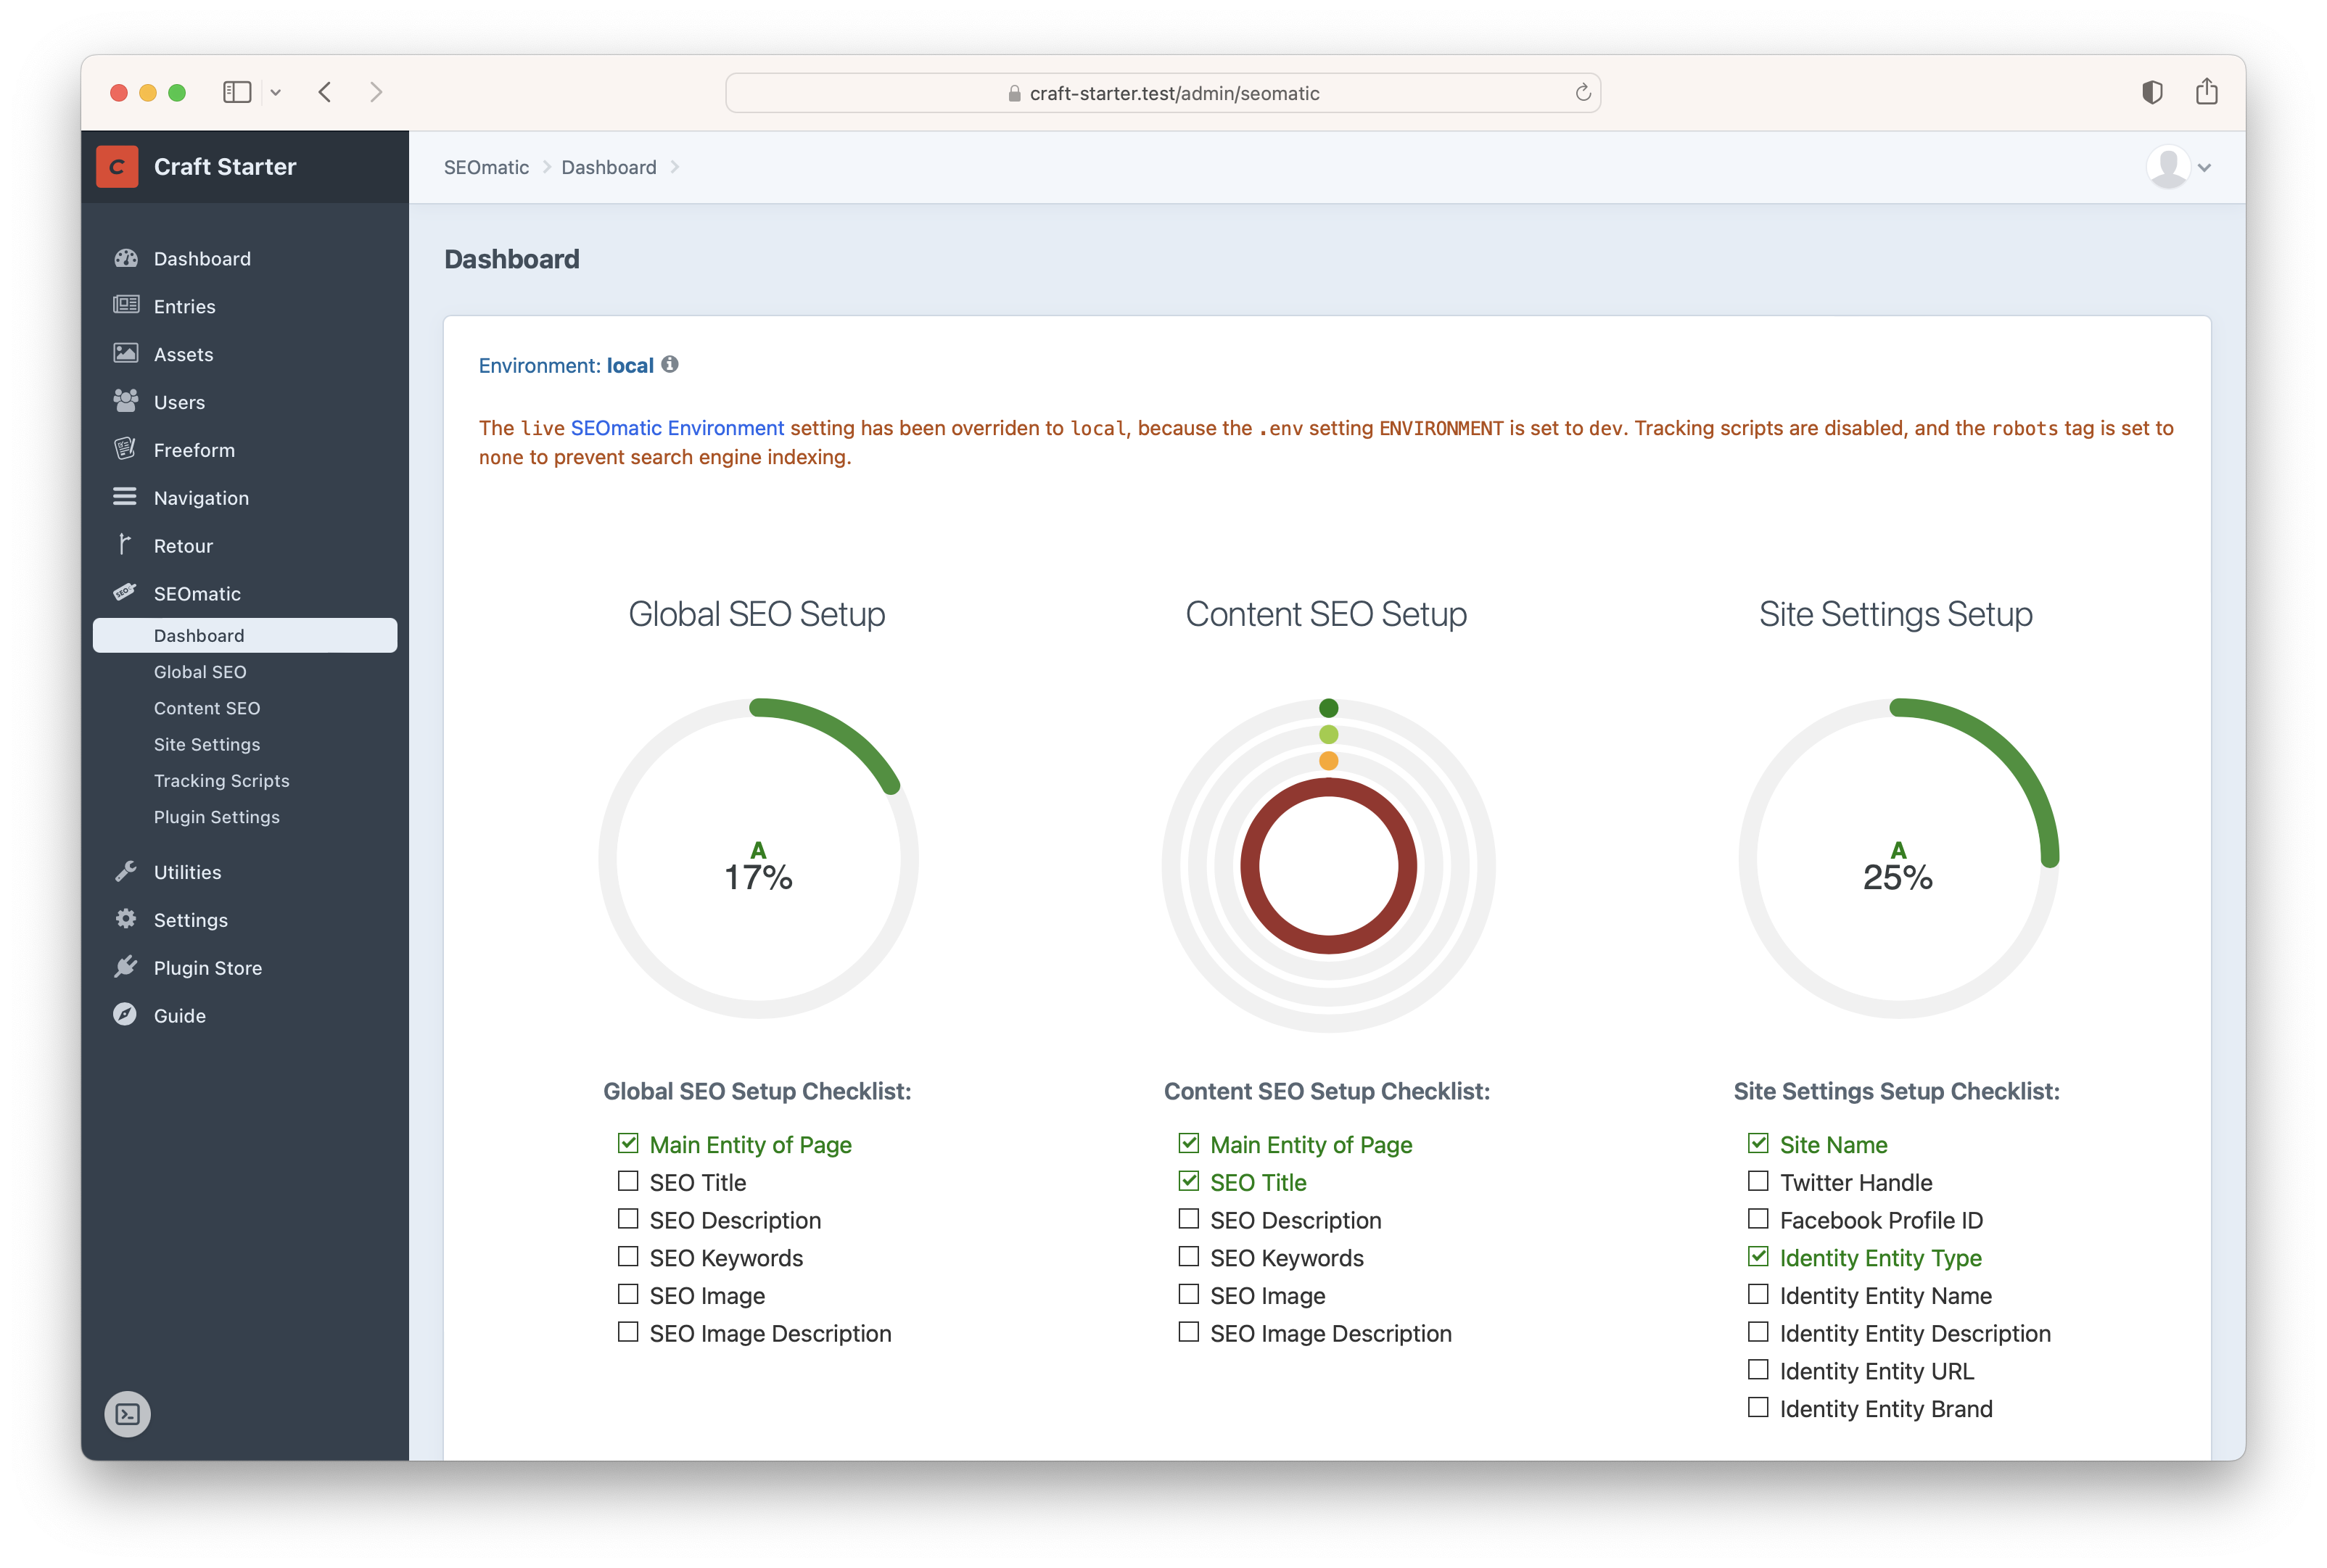 craft-starter.test/admin/seomatic
C
Craft Starter
SEOmatic
Dashboard
Dashboard
Entries
Assets
Users
Freeform
Navigation
Retour
SEOmatic
Dashboard
Global SEO
Content SEO
Site Settings
Tracking Scripts
Plugin Settings
Utilities
Settings
Plugin Store
Guide
Dashboard
Environment: local
The live SEOmatic Environment setting has been overriden to local, because the .env setting ENVIRONMENT is set to dev. Tracking scripts are disabled, and the robots tag is set to
none to prevent search engine indexing.
Global SEO Setup
A
17%
Global SEO Setup Checklist:
Main Entity of Page
SEO Title
SEO Description
SEO Keywords
SEO Image
SEO Image Description
Content SEO Setup
Content SEO Setup Checklist:
Main Entity of Page
SEO Title
SEO Description
SEO Keywords
SEO Image
SEO Image Description
Site Settings Setup
A
25%
Site Settings Setup Checklist:
Site Name
Twitter Handle
Facebook Profile ID
Identity Entity Type
Identity Entity Name
Identity Entity Description
Identity Entity URL
Identity Entity Brand